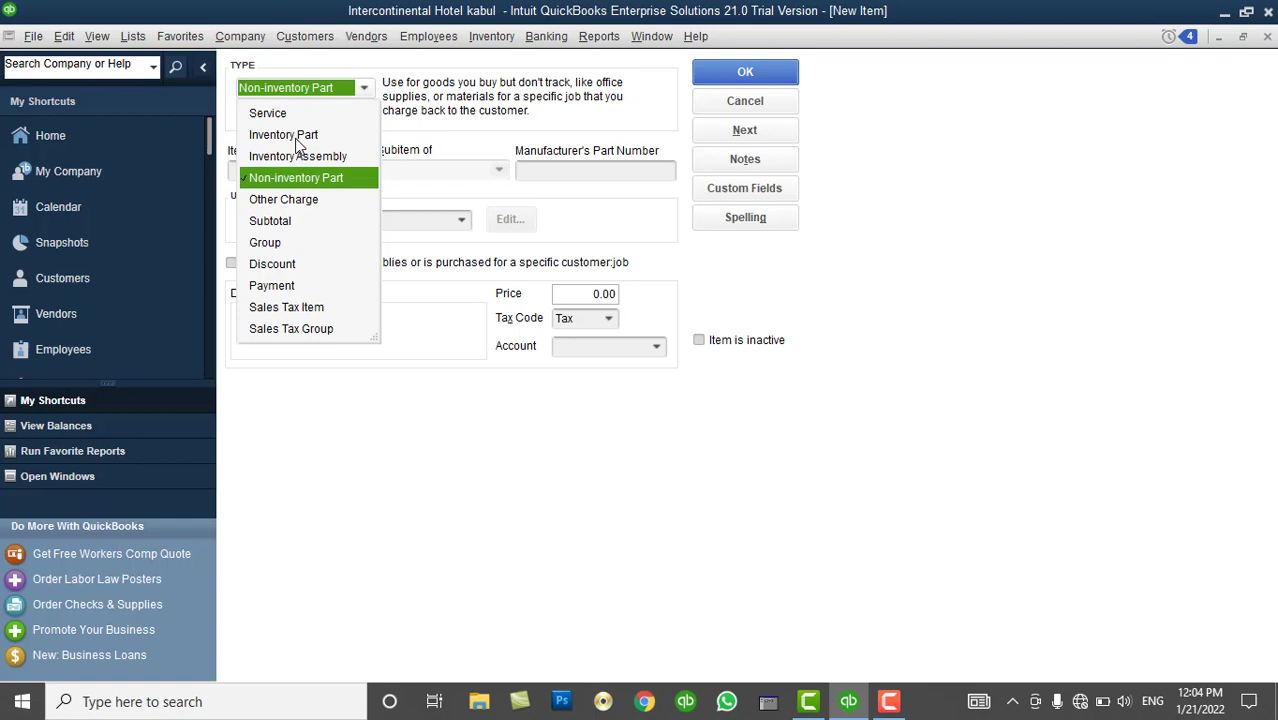 Intercontinental Hotel kabul - Intuit QuickBooks Enterprise Solutions 21.0 Trial Version - [New Item]
File Edit View Lists Favorites Company Customers Vendors Employees Inventory Banking Reports Window Help
4
Search Company or Help
My Shortcuts
Home
My Company
Calendar
Snapshots
Customers
Vendors
Employees
My Shortcuts
View Balances
Run Favorite Reports
Open Windows
Do More With QuickBooks
Get Free Workers Comp Quote
Order Labor Law Posters
Order Checks & Supplies
Promote Your Business
New: Business Loans
TYPE
Non-inventory Part
Use for goods you buy but don't track, like office
supplies, or materials for a specific job that you
charge back to the customer.
Service
Inventory Part
Inventory Assembly
Non-inventory Part
Other Charge
Subtotal
Group
Discount
Payment
Sales Tax Item
Sales Tax Group
Manufacturer's Part Number
Edit...
or is purchased for a specific customer:job
Price 0.00
Tax Code Tax
Account
OK
Cancel
Next
Notes
Custom Fields
Spelling
Item is inactive
Type here to search
Ps
qb
qb
C
C
ENG
12:04 PM
1/21/2022